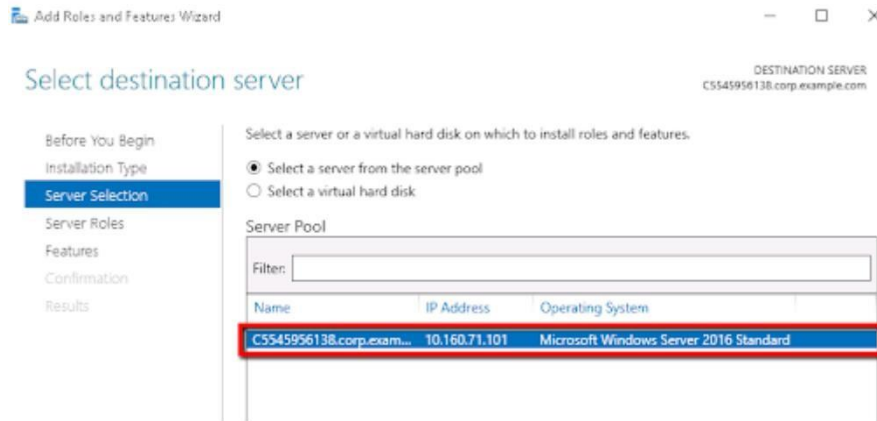 Add Roles and Features Wizard
Select destination server
DESTINATION SERVER
C5545956138.corp.example.com
Before You Begin
Installation Type
Server Selection
Server Roles
Features
Confirmation
Results
Select a server or a virtual hard disk on which to install roles and features.
Select a server from the server pool
Select a virtual hard disk
Server Pool
Filter:
Name IP Address Operating System
C5545956138.corp.exam... 10.160.71.101 Microsoft Windows Server 2016 Standard